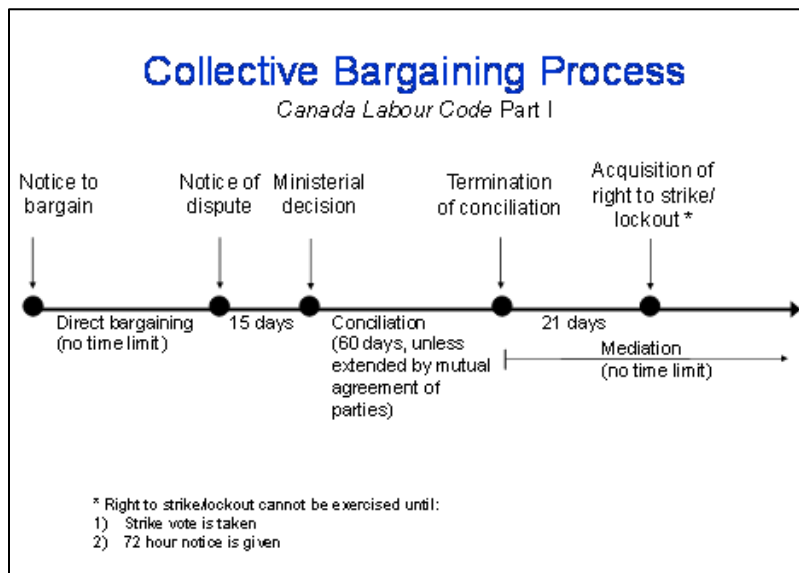 Collective Bargaining Process
Canada Labour Code Part I
Notice to
bargain
Notice of
dispute
Ministerial
decision
Termination
of conciliation
Acquisition of
right to strike/
lockout *
Direct bargaining
(no time limit)
15 days
Conciliation
(60 days, unless
extended by mutual
agreement of
parties)
21 days
Mediation
(no time limit)
* Right to strike/lockout cannot be exercised until:
1) Strike vote is taken
2) 72 hour notice is given